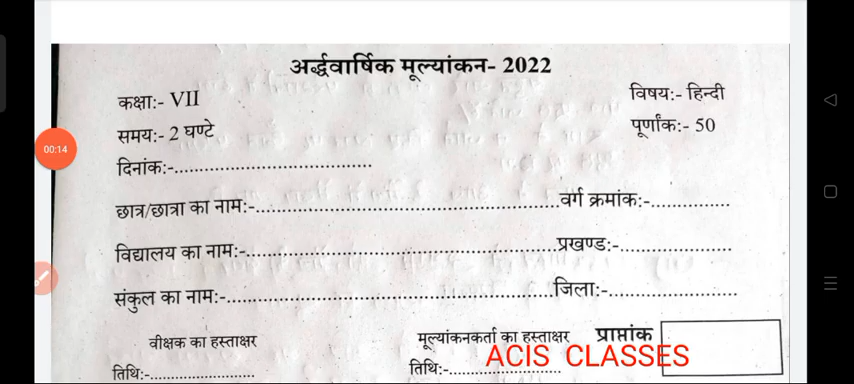 अर्द्धवार्षिक मूल्यांकन- 2022
कक्षा:- VII विषय:- हिन्दी
समय:- 2 घण्टे पूर्णांक:- 50
00:14
दिनांक:-....................................
छात्र/छात्रा का नाम:-.......................................................वर्ग क्रमांक:-................
विद्यालय का नाम:-........................................................प्रखण्ड:-......................
संकुल का नाम:-..........................................................जिला:-..........................
वीक्षक का हस्ताक्षर मूल्यांकनकर्ता का हस्ताक्षर प्राप्तांक
ACIS CLASSES
तिथि:-...................... तिथि:-......................